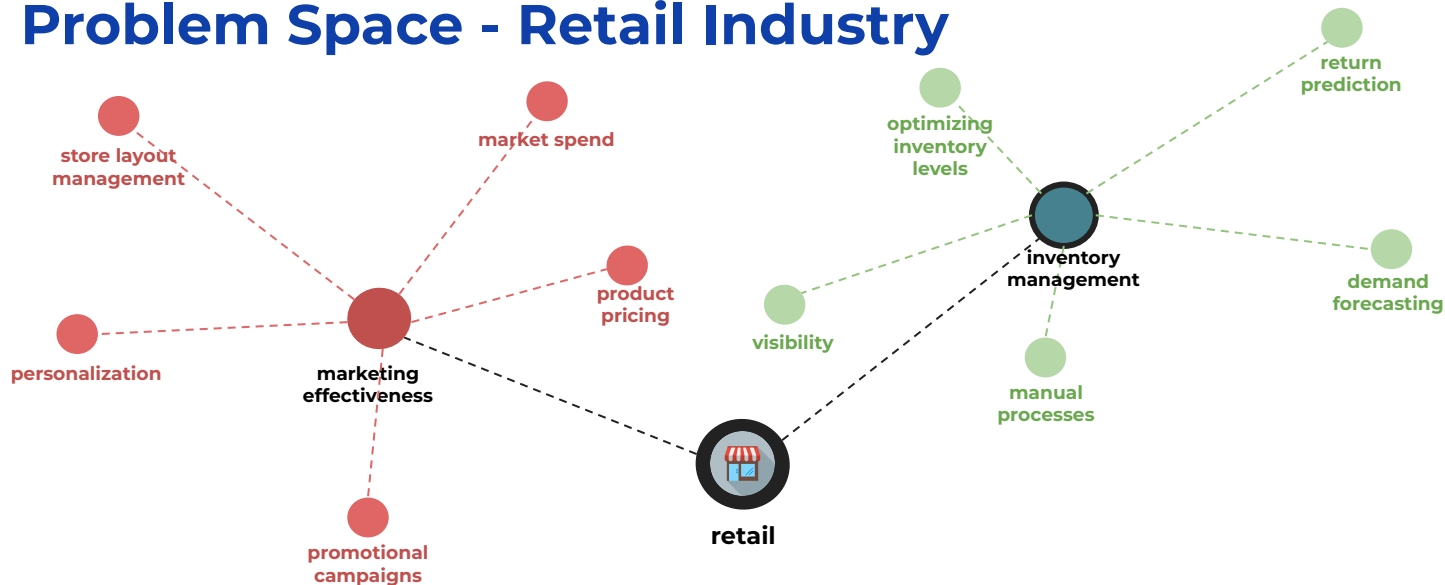 Problem Space - Retail Industry
store layout
management
market spend
product
pricing
personalization
marketing
effectiveness
promotional
campaigns
retail
optimizing
inventory
levels
return
prediction
inventory
management
demand
forecasting
visibility
manual
processes